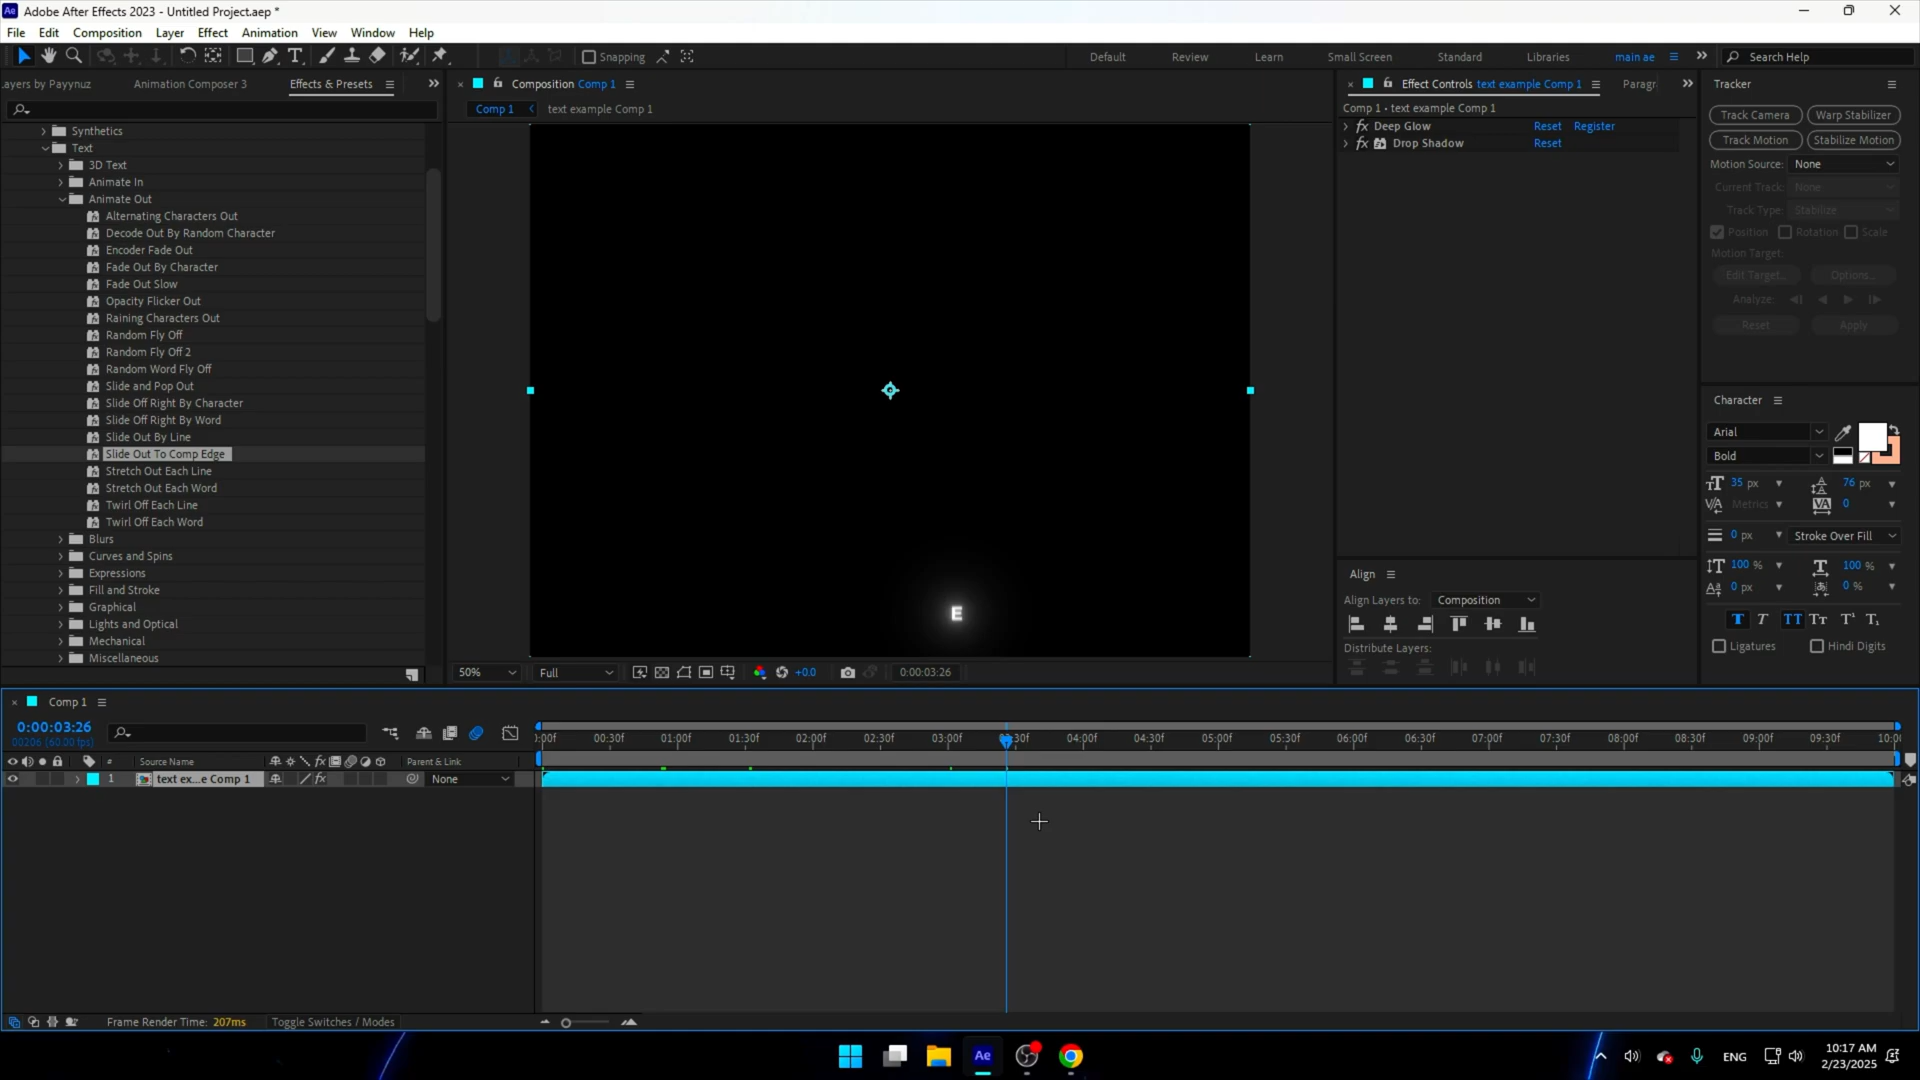 Adobe After Effects 2023 - Untitled Project.aep *
File Edit Composition Layer Effect Animation View Window Help
Snapping
Default Review Learn Small Screen Standard Libraries main ae
Search Help
ayers by Payynuz Animation Composer 3 Effects & Presets
Synthetics
Text
3D Text
Animate In
Animate Out
Alternating Characters Out
Decode Out By Random Character
Encoder Fade Out
Fade Out By Character
Fade Out Slow
Opacity Flicker Out
Raining Characters Out
Random Fly Off
Random Fly Off 2
Random Word Fly Off
Slide and Pop Out
Slide Off Right By Character
Slide Off Right By Word
Slide Out By Line
Slide Out To Comp Edge
Stretch Out Each Line
Stretch Out Each Word
Twirl Off Each Line
Twirl Off Each Word
Blurs
Curves and Spins
Expressions
Fill and Stroke
Graphical
Lights and Optical
Mechanical
Miscellaneous
Composition Comp 1
Comp 1 text example Comp 1
E
50% Full +0.0 0:00:03:26
Effect Controls text example Comp 1 Paragr
Comp 1 • text example Comp 1
fx Deep Glow Reset Register
fx Drop Shadow Reset
Align
Align Layers to: Composition
Distribute Layers:
Tracker
Track Camera Warp Stabilizer
Track Motion Stabilize Motion
Motion Source: None
Current Track: None
Track Type: Stabilize
Position Rotation Scale
Motion Target:
Edit Target... Options...
Analyze:
Reset Apply
Character
Arial
Bold
35 px 76 px
Metrics 0
0 px Stroke Over Fill
100 % 100 %
0 px 0 %
Ligatures Hindi Digits
Comp 1
0:00:03:26
00206 (60.00 fps)
# Source Name Parent & Link
1 text ex...e Comp 1 fx None
00:30f 01:00f 01:30f 02:00f 02:30f 03:00f 04:00f 04:30f 05:00f 05:30f 06:00f 06:30f 07:00f 07:30f 08:00f 08:30f 09:00f 09:30f 10:00
Frame Render Time: 207ms Toggle Switches / Modes
ENG
10:17 AM
2/23/2025